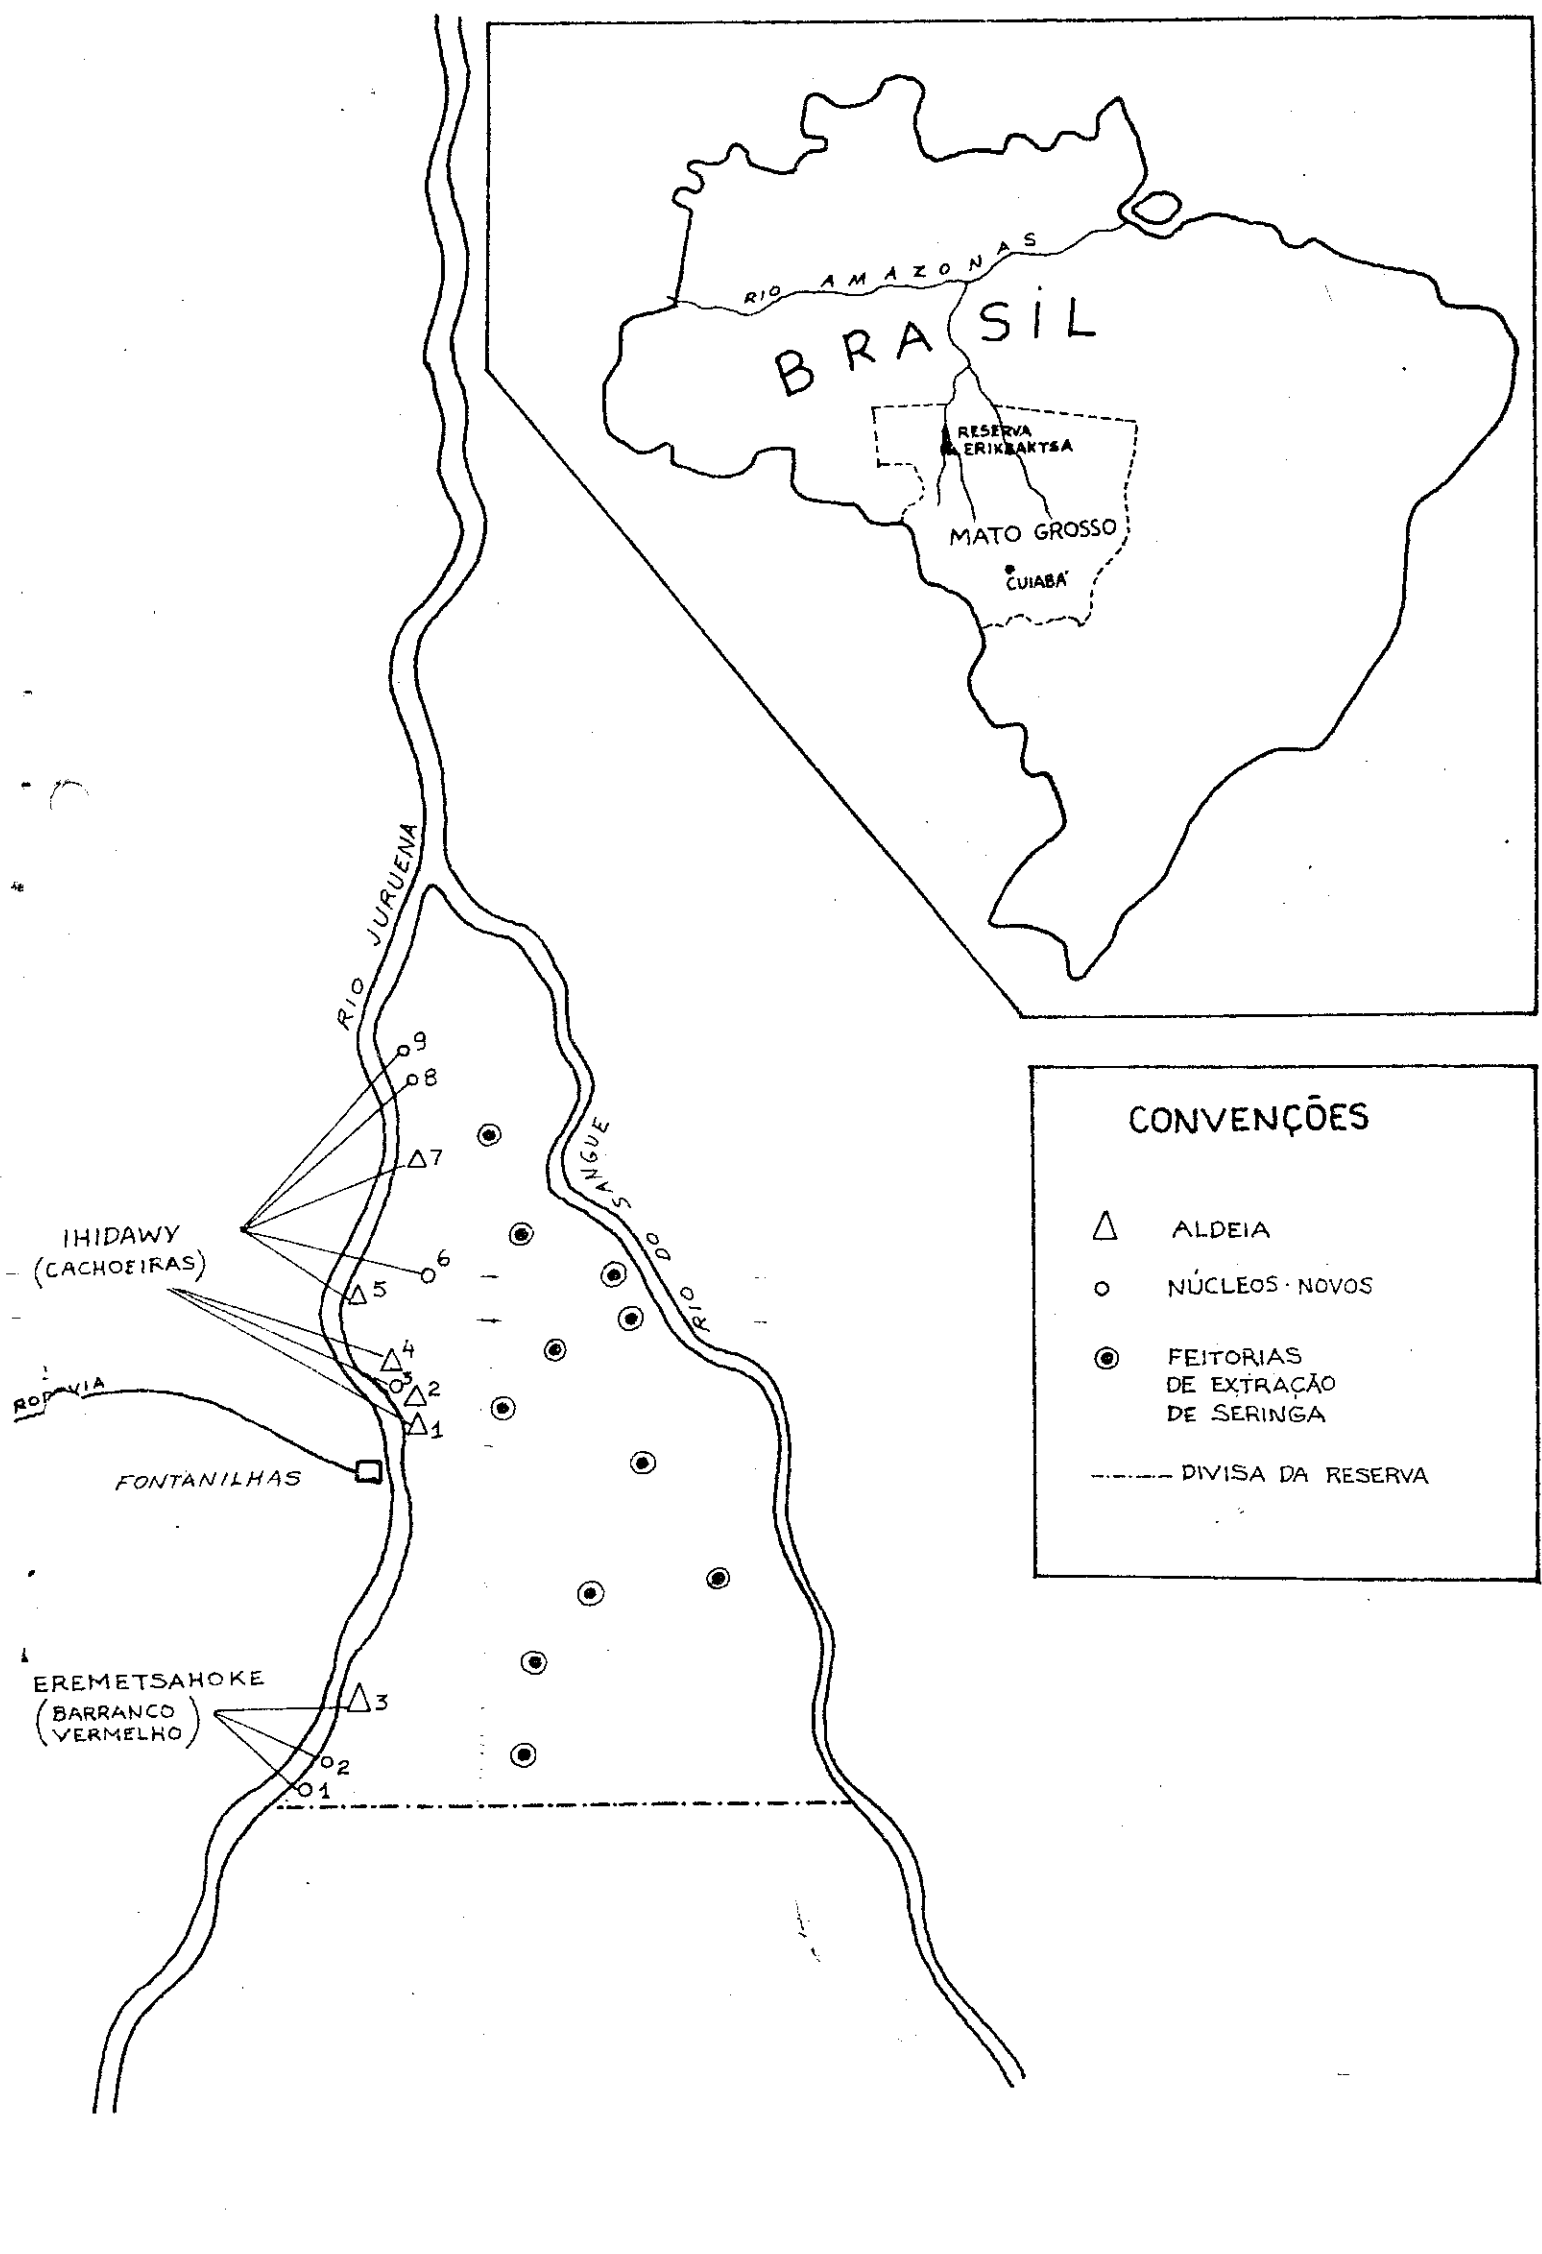 RIO AMAZONAS
BRASIL
RESERVA
ERIKBAKTSA
MATO GROSSO
CUIABÁ
RIO JURUENA
RIO DO SANGUE
9
8
7
6
5
4
3
2
1
IHIDAWY
(CACHOEIRAS)
RODOVIA
FONTANILHAS
EREMETSAHOKE
(BARRANCO
VERMELHO)
3
2
1
CONVENÇÕES
ALDEIA
NÚCLEOS·NOVOS
FEITORIAS
DE EXTRAÇÃO
DE SERINGA
DIVISA DA RESERVA